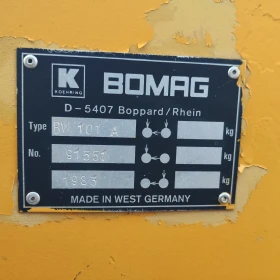 K
KOEHRING
BOMAG
D-5407 Boppard/Rhein
Type BW 101 A kg
No. 91551 kg
1983 kg
MADE IN WEST GERMANY